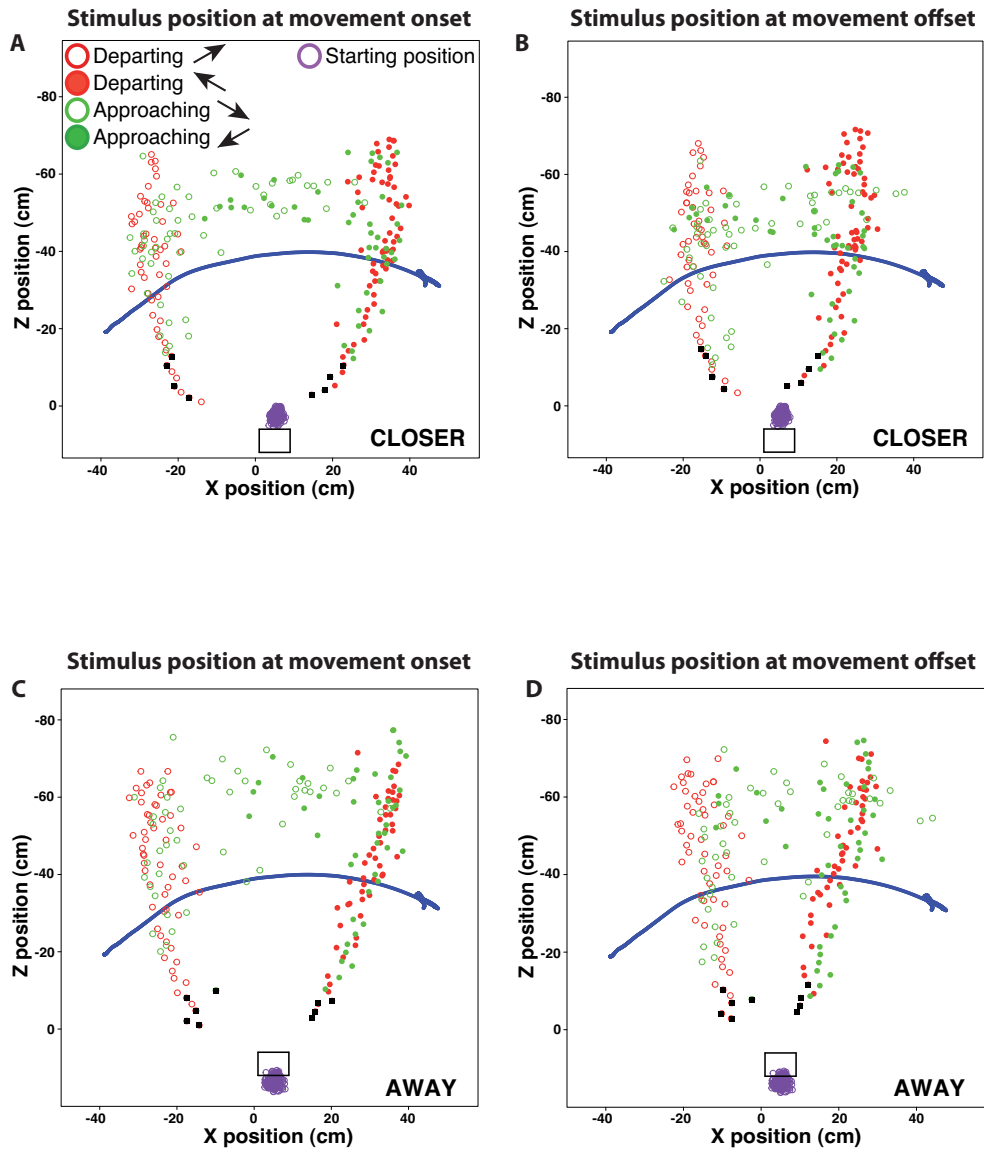 Stimulus position at movement onset
Stimulus position at movement offset
A
Departing
Departing
Approaching
Approaching
Starting position
B
-80
-60
-40
-20
0
Z position (cm)
-40
-20
0
20
40
X position (cm)
CLOSER
-80
-60
-40
-20
0
Z position (cm)
-40
-20
0
20
40
X position (cm)
CLOSER
Stimulus position at movement onset
Stimulus position at movement offset
C
-80
-60
-40
-20
0
Z position (cm)
-40
-20
0
20
40
X position (cm)
AWAY
D
-80
-60
-40
-20
0
Z position (cm)
-40
-20
0
20
40
X position (cm)
AWAY